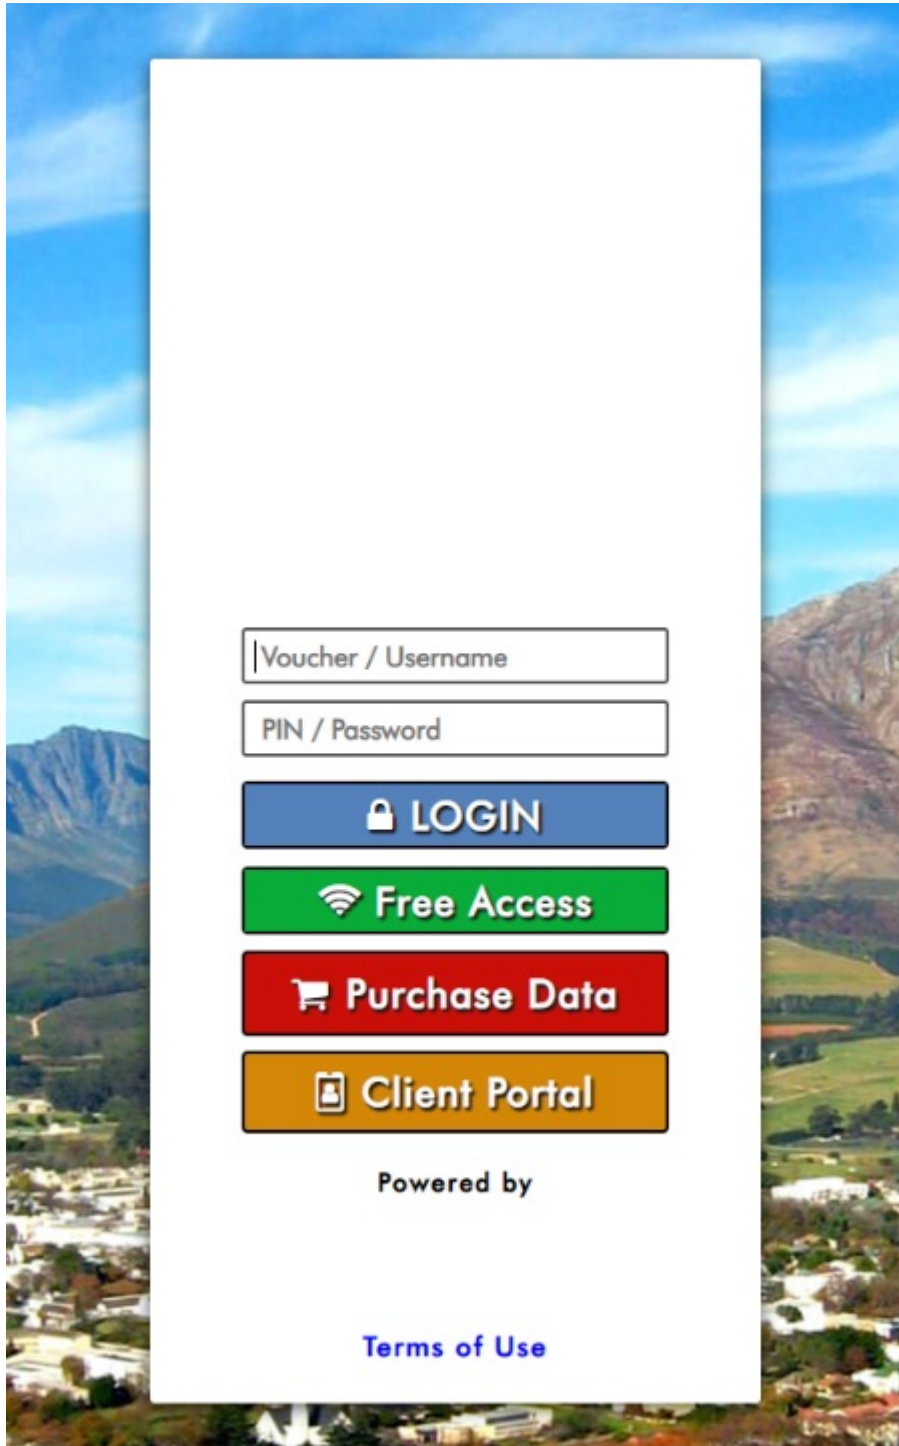 Voucher / Username
PIN / Password
LOGIN
Free Access
Purchase Data
Client Portal
Powered by
Terms of Use